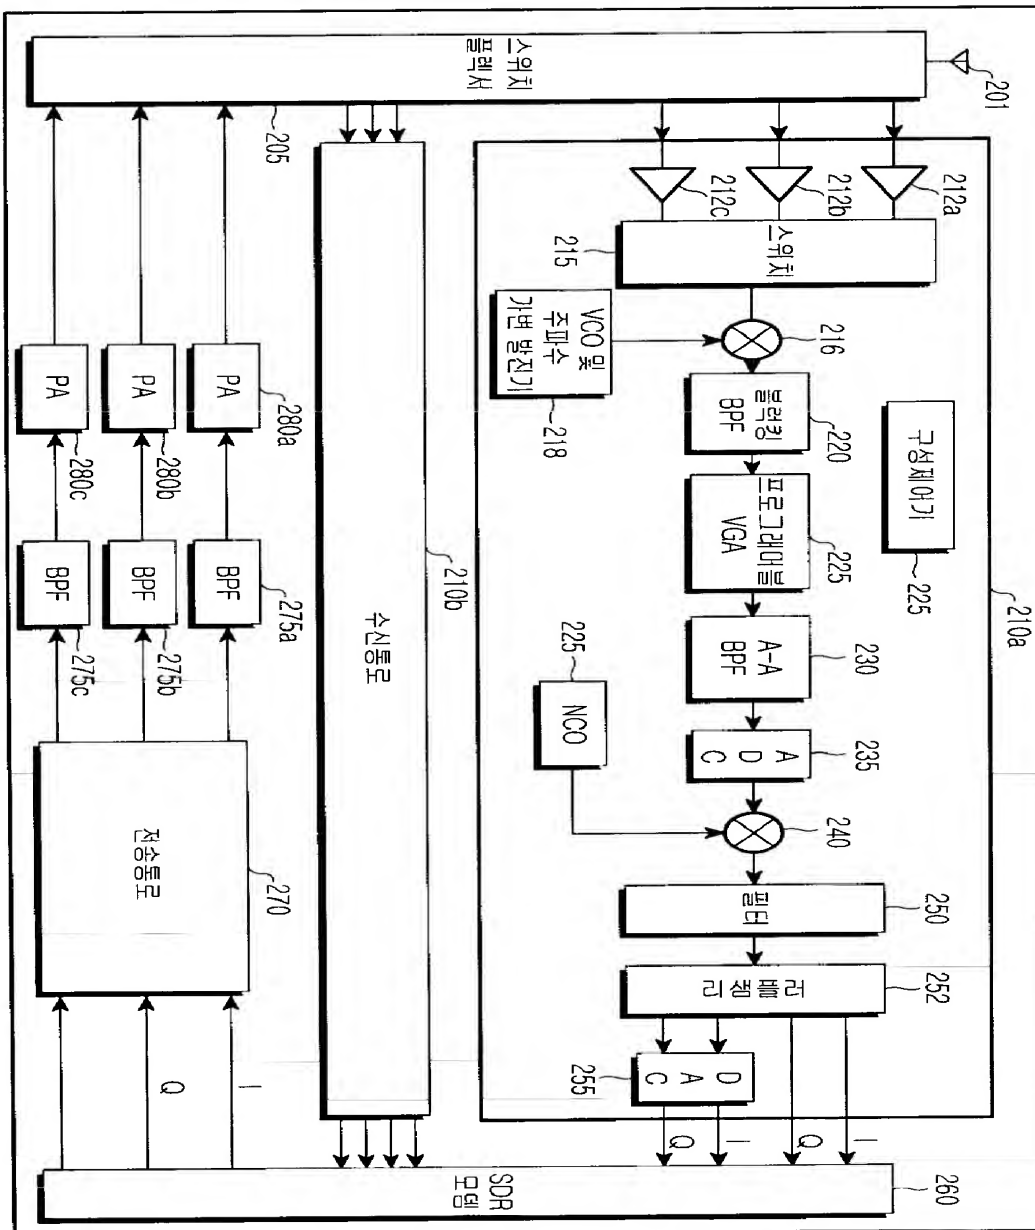 201
스위치
플렉서
205
210a
212a
212b
212c
스위치
215
216
VCO 및
주파수
가변 발진기
218
구성제어기
225
블럭킹
BPF
220
프로그래머블
VGA
225
A-A
BPF
230
A
D
C
235
NCO
225
240
필터
250
리샘플러
252
D
A
C
255
I
Q
I
Q
SDR
모뎀
260
수신통로
210b
PA
280a
PA
280b
PA
280c
BPF
275a
BPF
275b
BPF
275c
전송통로
270
I
Q